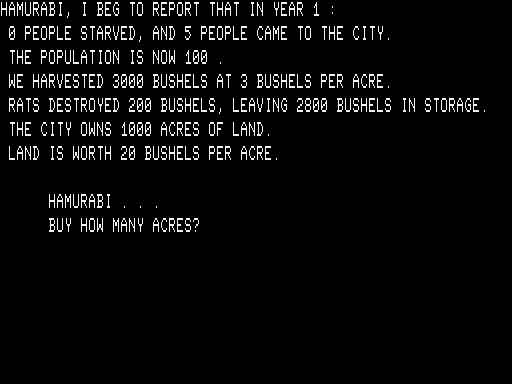 HAMURABI, I BEG TO REPORT THAT IN YEAR 1 :
0 PEOPLE STARVED, AND 5 PEOPLE CAME TO THE CITY.
THE POPULATION IS NOW 100 .
WE HARVESTED 3000 BUSHELS AT 3 BUSHELS PER ACRE.
RATS DESTROYED 200 BUSHELS, LEAVING 2800 BUSHELS IN STORAGE.
THE CITY OWNS 1000 ACRES OF LAND.
LAND IS WORTH 20 BUSHELS PER ACRE.
HAMURABI . . .
BUY HOW MANY ACRES?